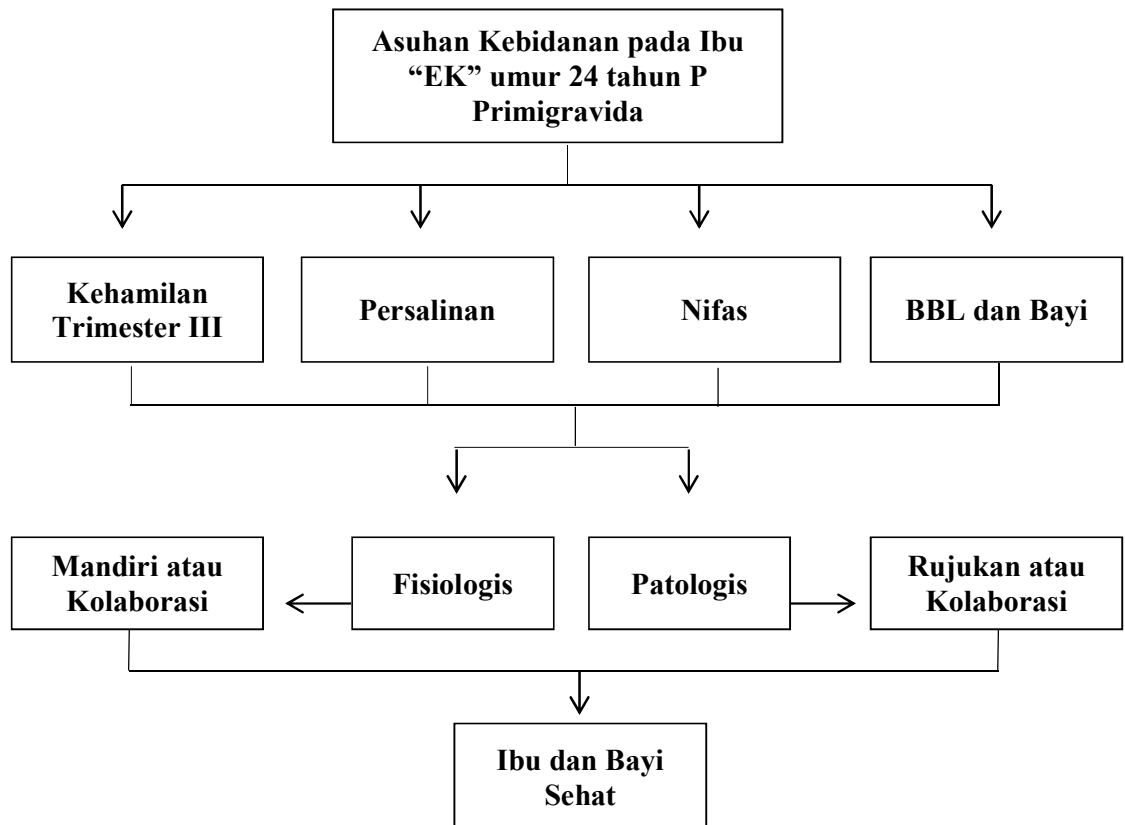 Asuhan Kebidanan pada Ibu
“EK” umur 24 tahun P
Primigravida
Kehamilan
Trimester III
Persalinan
Nifas
BBL dan Bayi
Mandiri atau
Kolaborasi
Fisiologis
Patologis
Rujukan atau
Kolaborasi
Ibu dan Bayi
Sehat